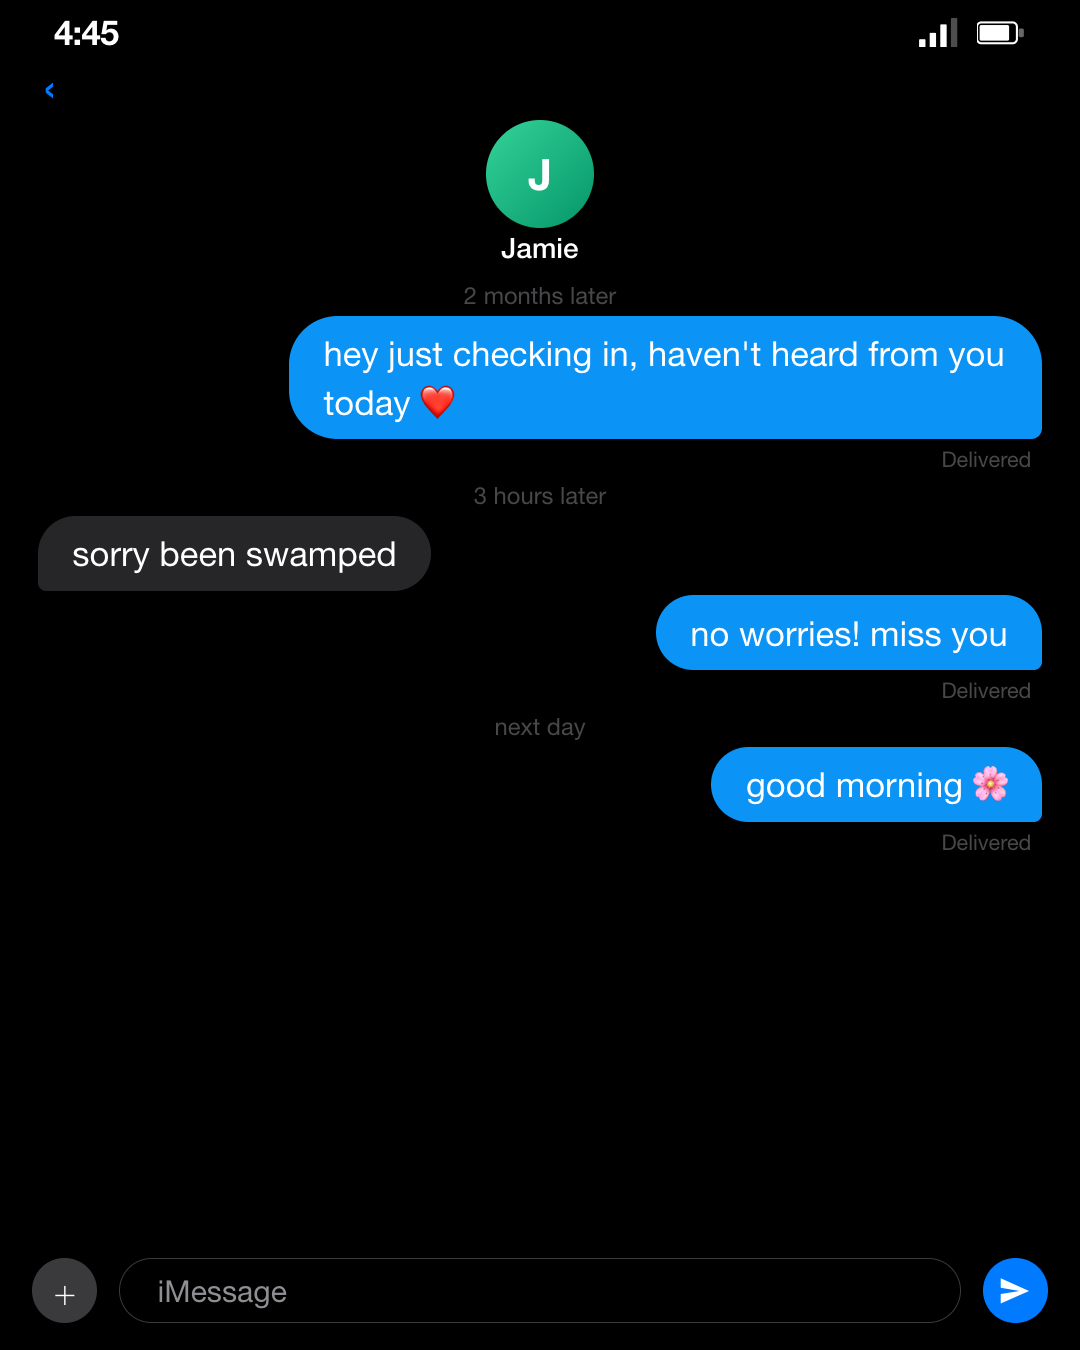 4:45
J
Jamie
2 months later
hey just checking in, haven't heard from you
today ❤️
Delivered
3 hours later
sorry been swamped
no worries! miss you
Delivered
next day
good morning 🌸
Delivered
iMessage